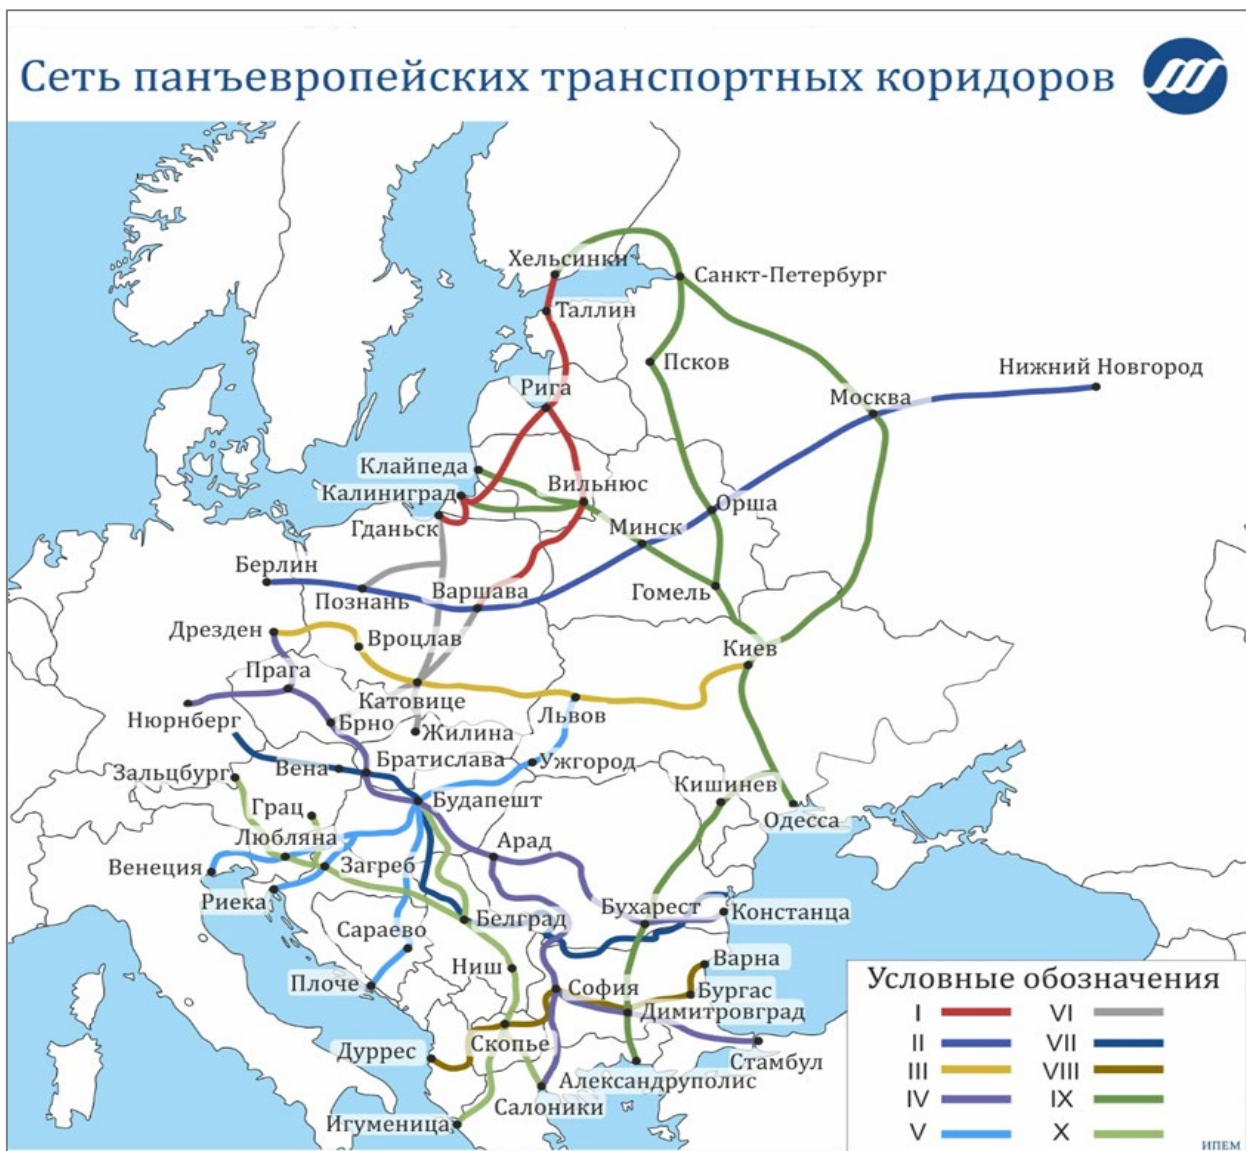 Сеть панъевропейских транспортных коридоров
Хельсинки
Санкт-Петербург
Таллин
Псков
Нижний Новгород
Рига
Москва
Клайпеда
Калининград
Вильнюс
Гданьск
Минск
Орша
Берлин
Познань
Варшава
Гомель
Дрезден
Вроцлав
Киев
Прага
Катовице
Львов
Нюрнберг
Брно
Жилина
Братислава
Ужгород
Зальцбург
Вена
Будапешт
Кишинев
Одесса
Грац
Любляна
Арад
Венеция
Загреб
Риека
Белград
Бухарест
Констанца
Сараево
Ниш
Варна
Плоче
София
Бургас
Димитровград
Скопье
Дуррес
Стамбул
Александруполис
Салоники
Игуменица
Условные обозначения
I VI
II VII
III VIII
IV IX
V X
ИПЕМ